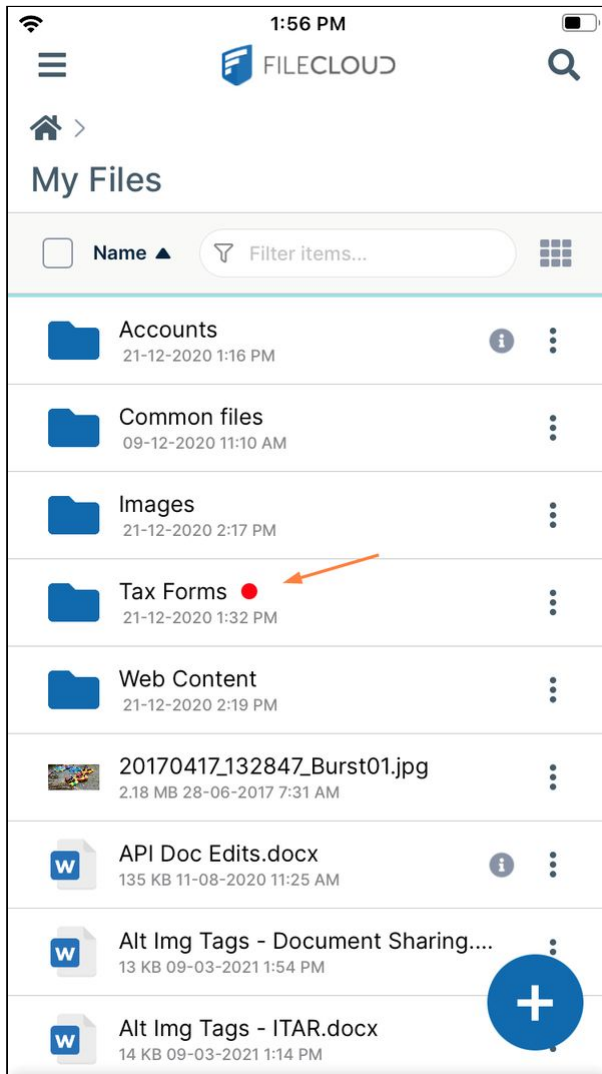 1:56 PM
FILECLOUD
My Files
Name
Filter items...
Accounts
21-12-2020 1:16 PM
Common files
09-12-2020 11:10 AM
Images
21-12-2020 2:17 PM
Tax Forms
21-12-2020 1:32 PM
Web Content
21-12-2020 2:19 PM
20170417_132847_Burst01.jpg
2.18 MB 28-06-2017 7:31 AM
W
API Doc Edits.docx
135 KB 11-08-2020 11:25 AM
W
Alt Img Tags - Document Sharing....
13 KB 09-03-2021 1:54 PM
W
Alt Img Tags - ITAR.docx
14 KB 09-03-2021 1:14 PM